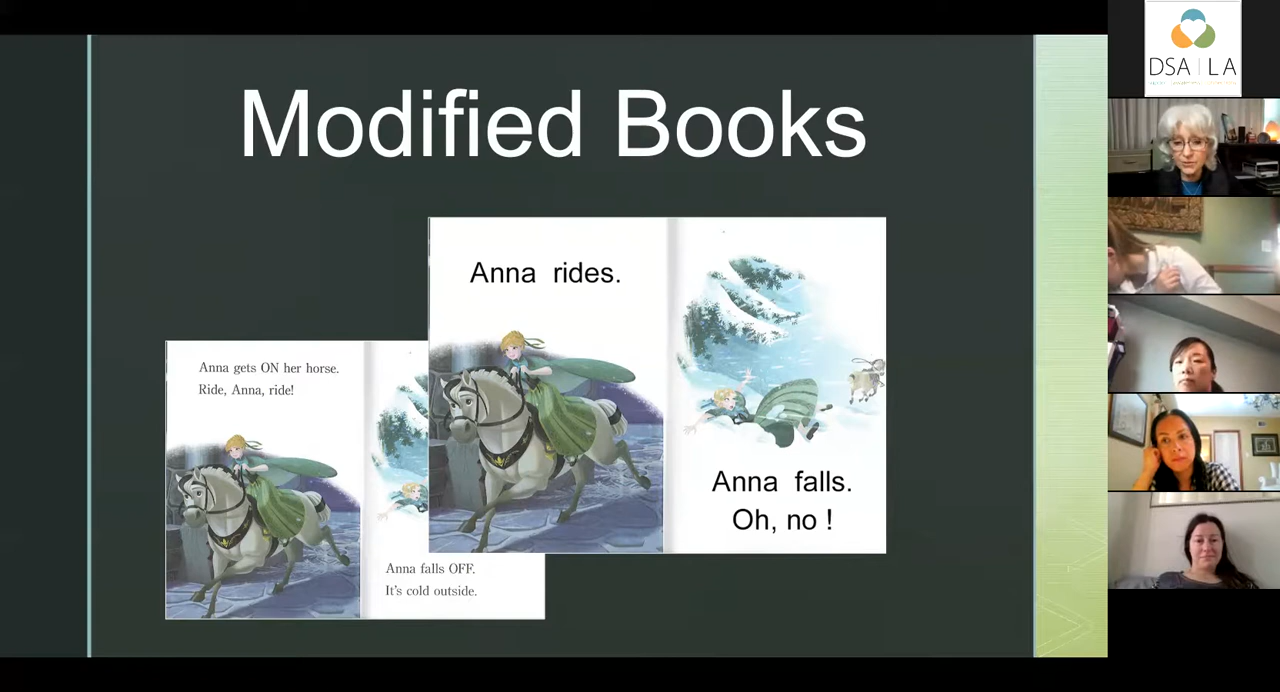 Modified Books
Anna rides.
Anna falls.
Oh, no !
Anna gets ON her horse.
Ride, Anna, ride!
Anna falls OFF.
It's cold outside.
DSA | LA